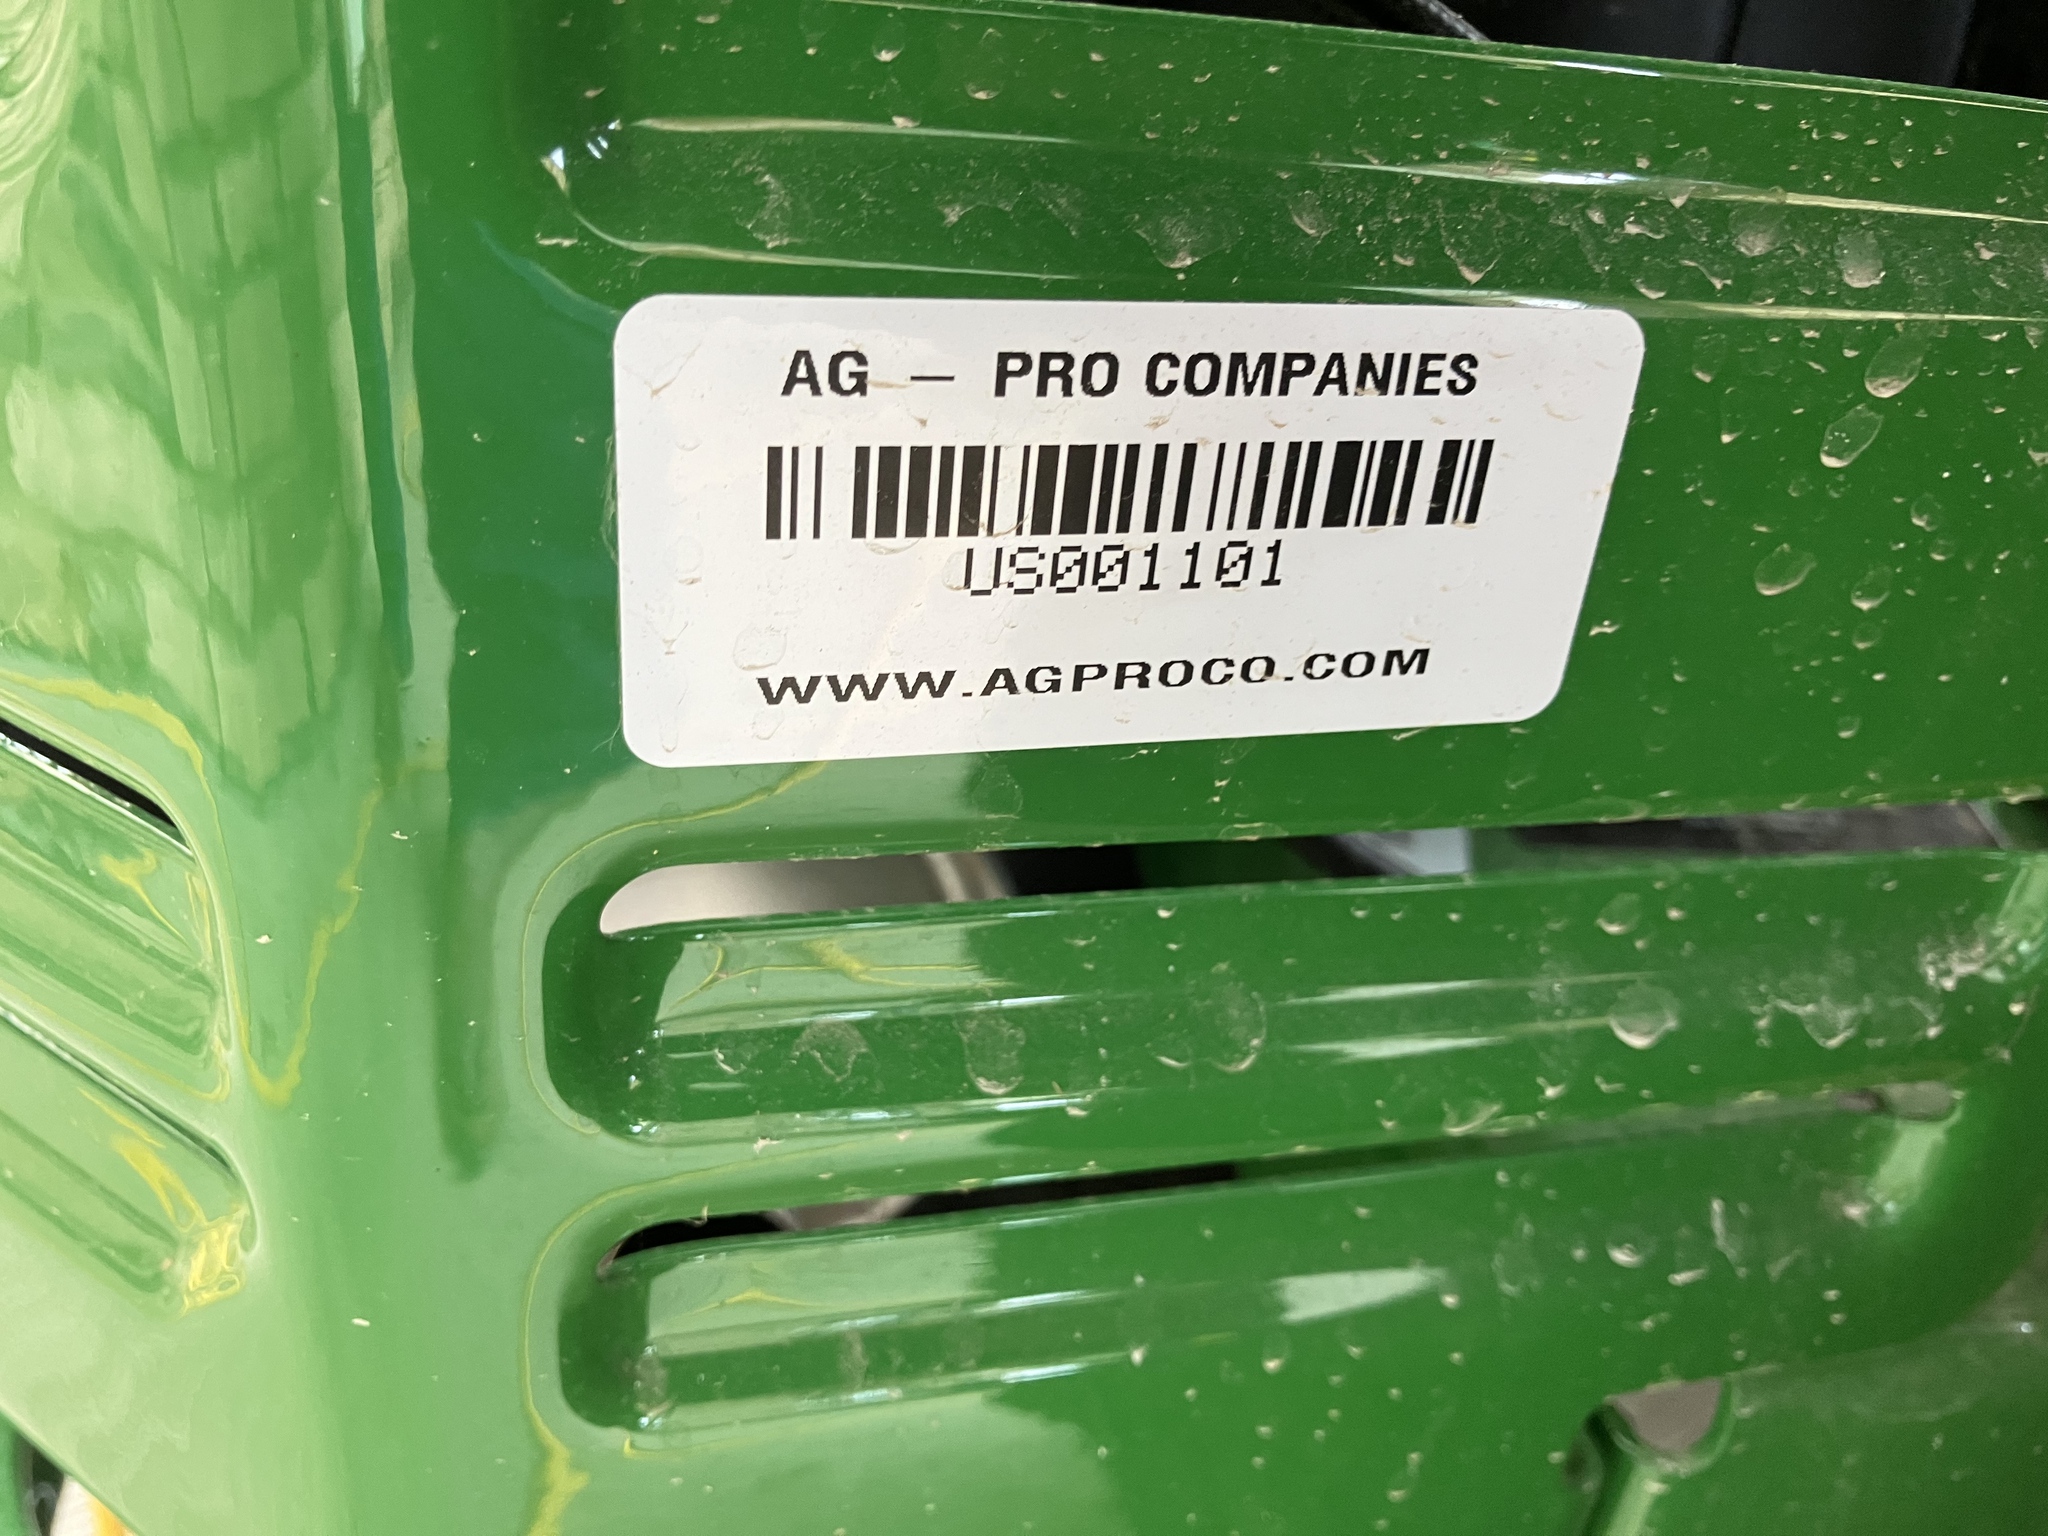 AG – PRO COMPANIES
US001101
WWW.AGPROCO.COM